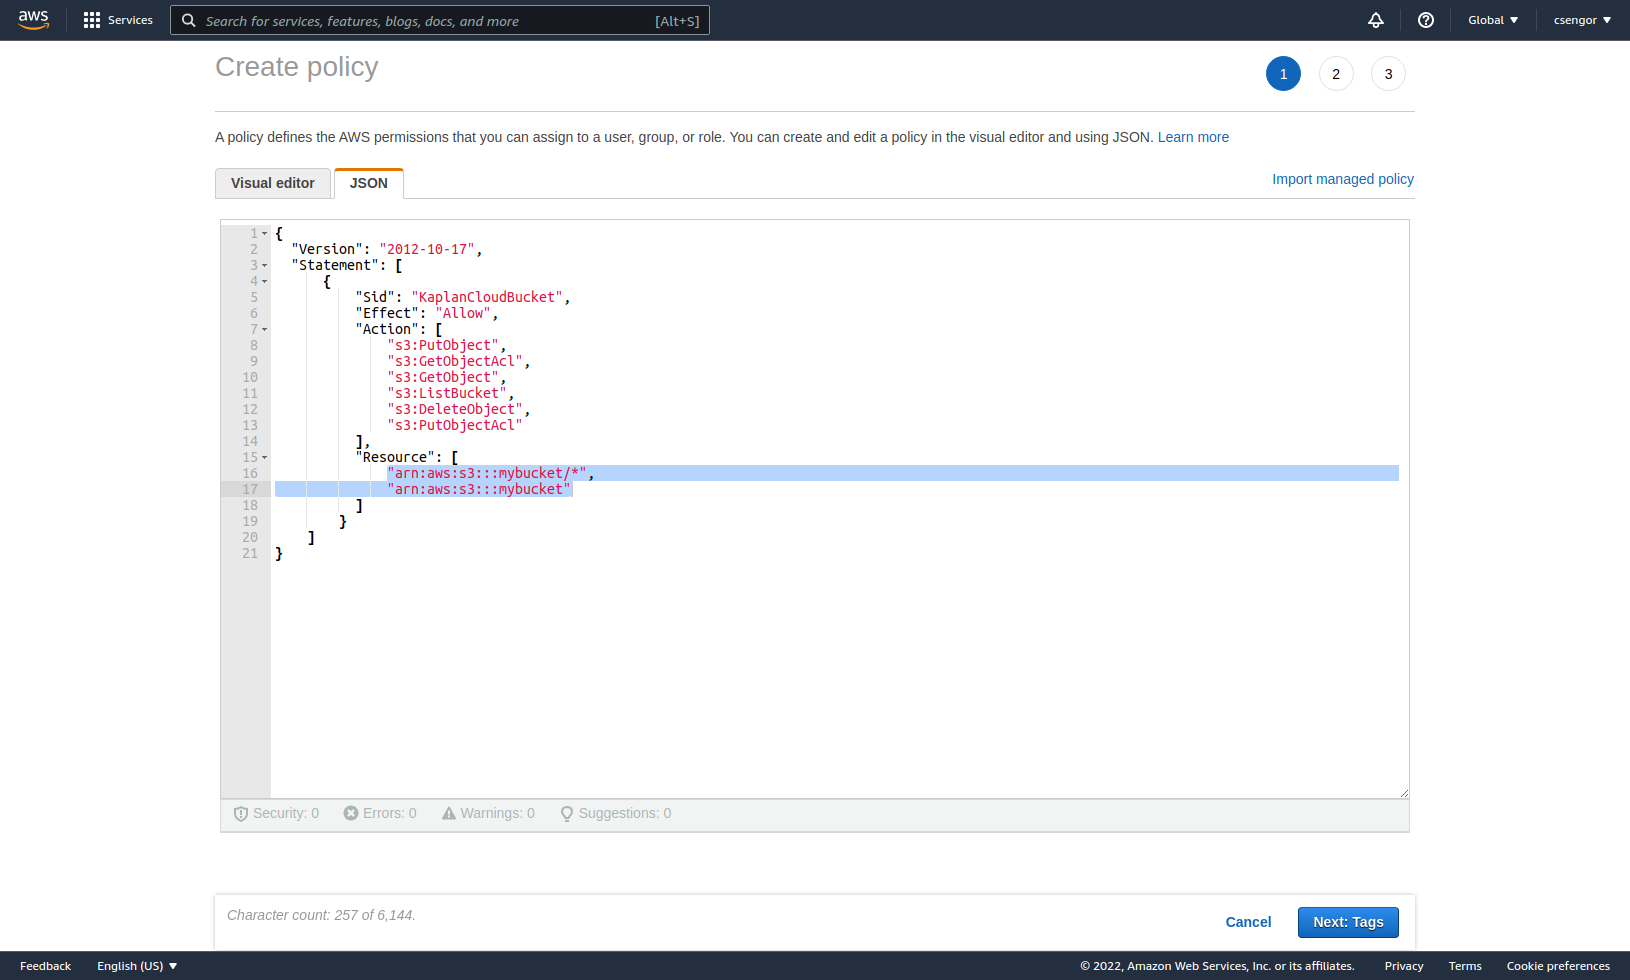 aws Services Search for services, features, blogs, docs, and more [Alt+S] Global csengor
Create policy 1 2 3
A policy defines the AWS permissions that you can assign to a user, group, or role. You can create and edit a policy in the visual editor and using JSON. Learn more
Visual editor JSON Import managed policy
1 {
2 "Version": "2012-10-17",
3 "Statement": [
4 {
5 "Sid": "KaplanCloudBucket",
6 "Effect": "Allow",
7 "Action": [
8 "s3:PutObject",
9 "s3:GetObjectAcl",
10 "s3:GetObject",
11 "s3:ListBucket",
12 "s3:DeleteObject",
13 "s3:PutObjectAcl"
14 ],
15 "Resource": [
16 "arn:aws:s3:::mybucket/*",
17 "arn:aws:s3:::mybucket"
18 ]
19 }
20 ]
21 }
Security: 0 Errors: 0 Warnings: 0 Suggestions: 0
Character count: 257 of 6,144. Cancel Next: Tags
Feedback English (US) © 2022, Amazon Web Services, Inc. or its affiliates. Privacy Terms Cookie preferences